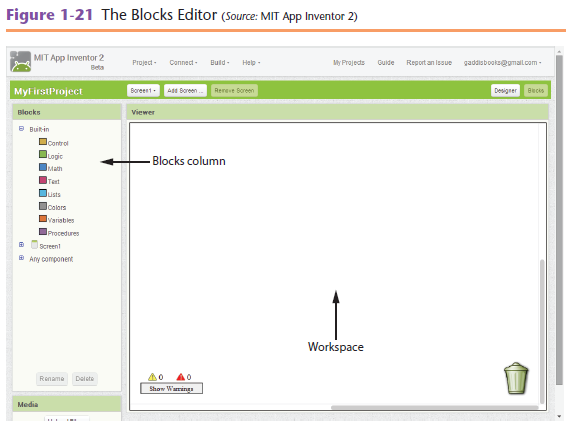 Figure 1-21 The Blocks Editor (Source: MIT App Inventor 2)
MIT App Inventor 2
Beta
Project Connect Build Help My Projects Guide Report an Issue gaddisbooks@gmail.com
MyFirstProject Screen1 Add Screen ... Remove Screen Designer Blocks
Blocks Viewer
Built-in
Control
Logic
Math
Text
Lists
Colors
Variables
Procedures
Screen1
Any component
Blocks column
Workspace
0 0
Show Warnings
Rename Delete
Media